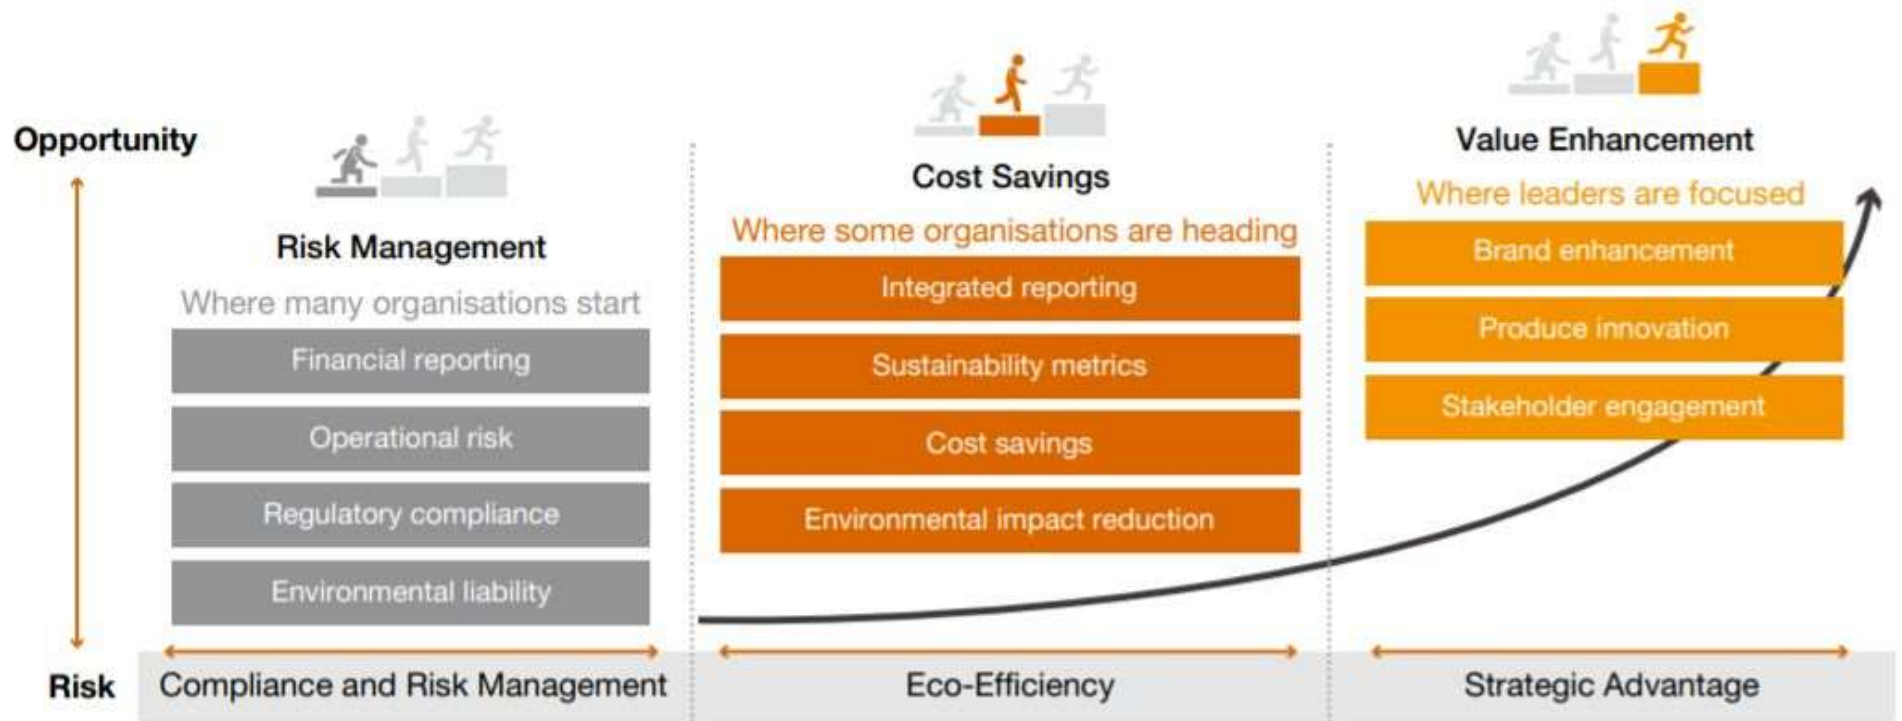 Opportunity
Risk
Risk Management
Where many organisations start
Financial reporting
Operational risk
Regulatory compliance
Environmental liability
Compliance and Risk Management
Cost Savings
Where some organisations are heading
Integrated reporting
Sustainability metrics
Cost savings
Environmental impact reduction
Eco-Efficiency
Value Enhancement
Where leaders are focused
Brand enhancement
Produce innovation
Stakeholder engagement
Strategic Advantage